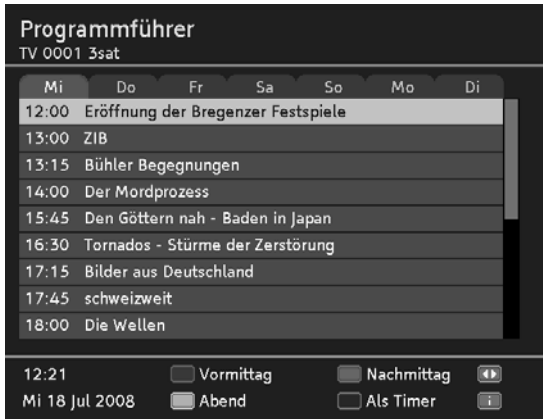 Programmführer
TV 0001 3sat
Mi Do Fr Sa So Mo Di
12:00 Eröffnung der Bregenzer Festspiele
13:00 ZIB
13:15 Bühler Begegnungen
14:00 Der Mordprozess
15:45 Den Göttern nah - Baden in Japan
16:30 Tornados - Stürme der Zerstörung
17:15 Bilder aus Deutschland
17:45 schweizweit
18:00 Die Wellen
12:21 Vormittag Nachmittag
Mi 18 Jul 2008 Abend Als Timer i